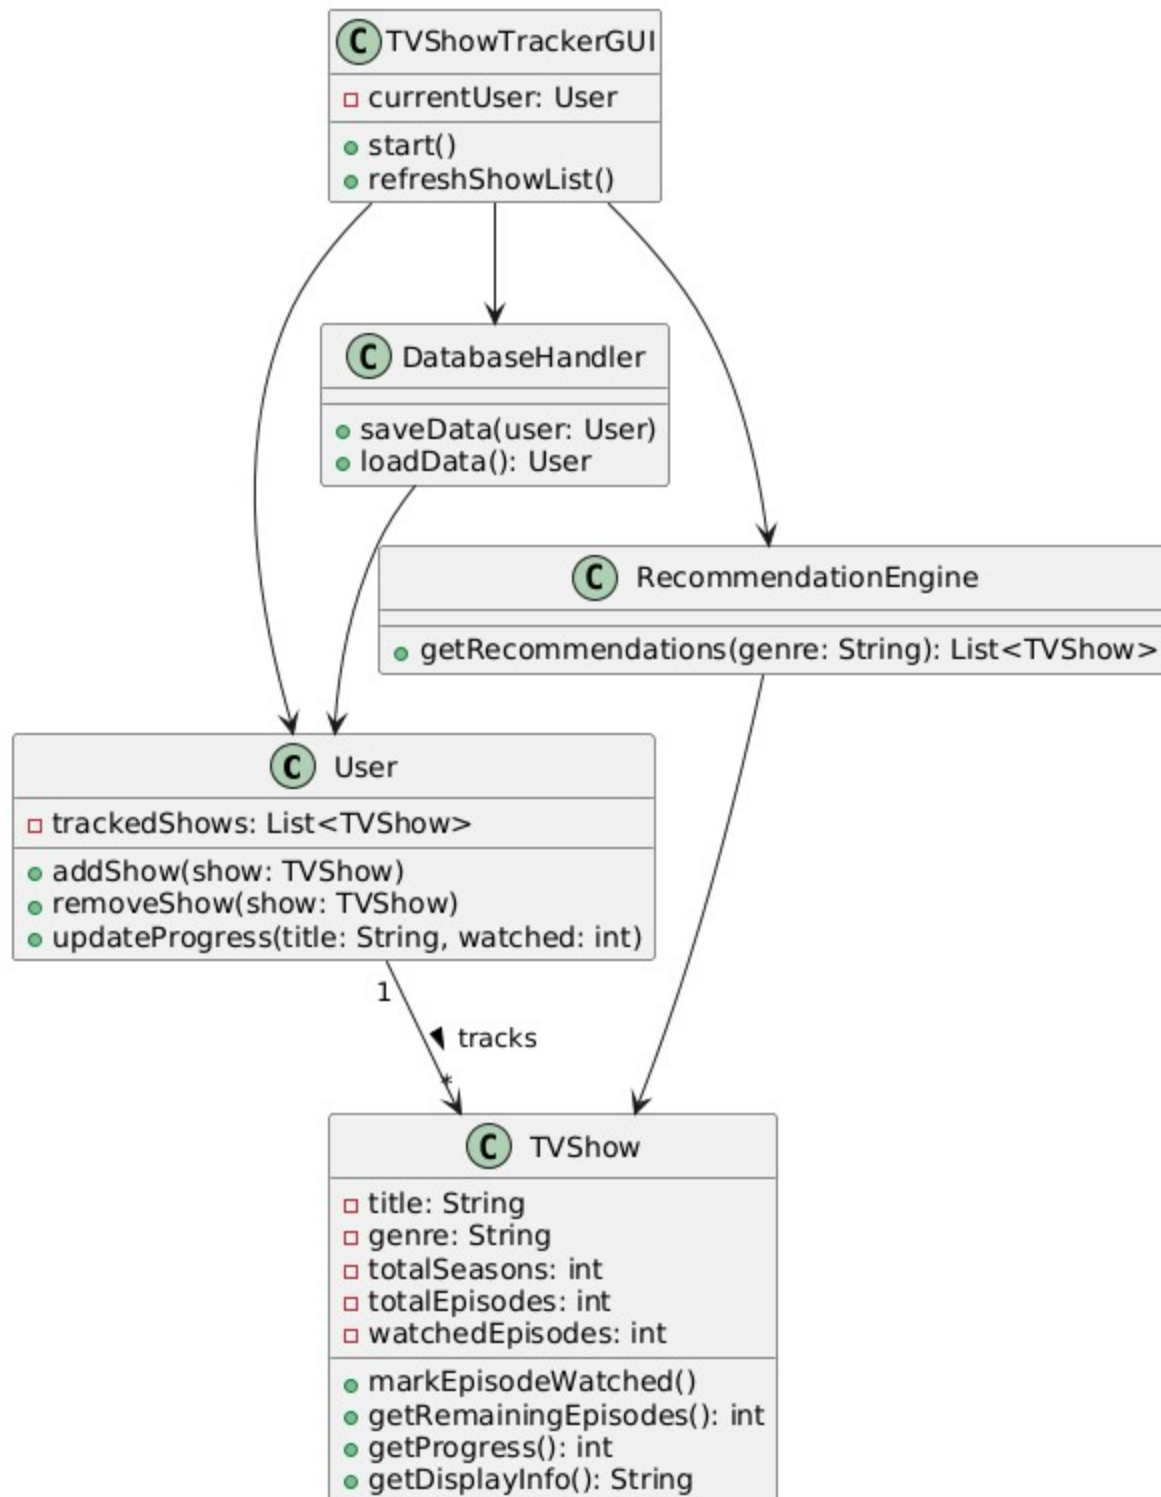 C TVShowTrackerGUI
currentUser: User
start()
refreshShowList()
C DatabaseHandler
saveData(user: User)
loadData(): User
C RecommendationEngine
getRecommendations(genre: String): List<TVShow>
C User
trackedShows: List<TVShow>
addShow(show: TVShow)
removeShow(show: TVShow)
updateProgress(title: String, watched: int)
1
tracks
*
C TVShow
title: String
genre: String
totalSeasons: int
totalEpisodes: int
watchedEpisodes: int
markEpisodeWatched()
getRemainingEpisodes(): int
getProgress(): int
getDisplayInfo(): String